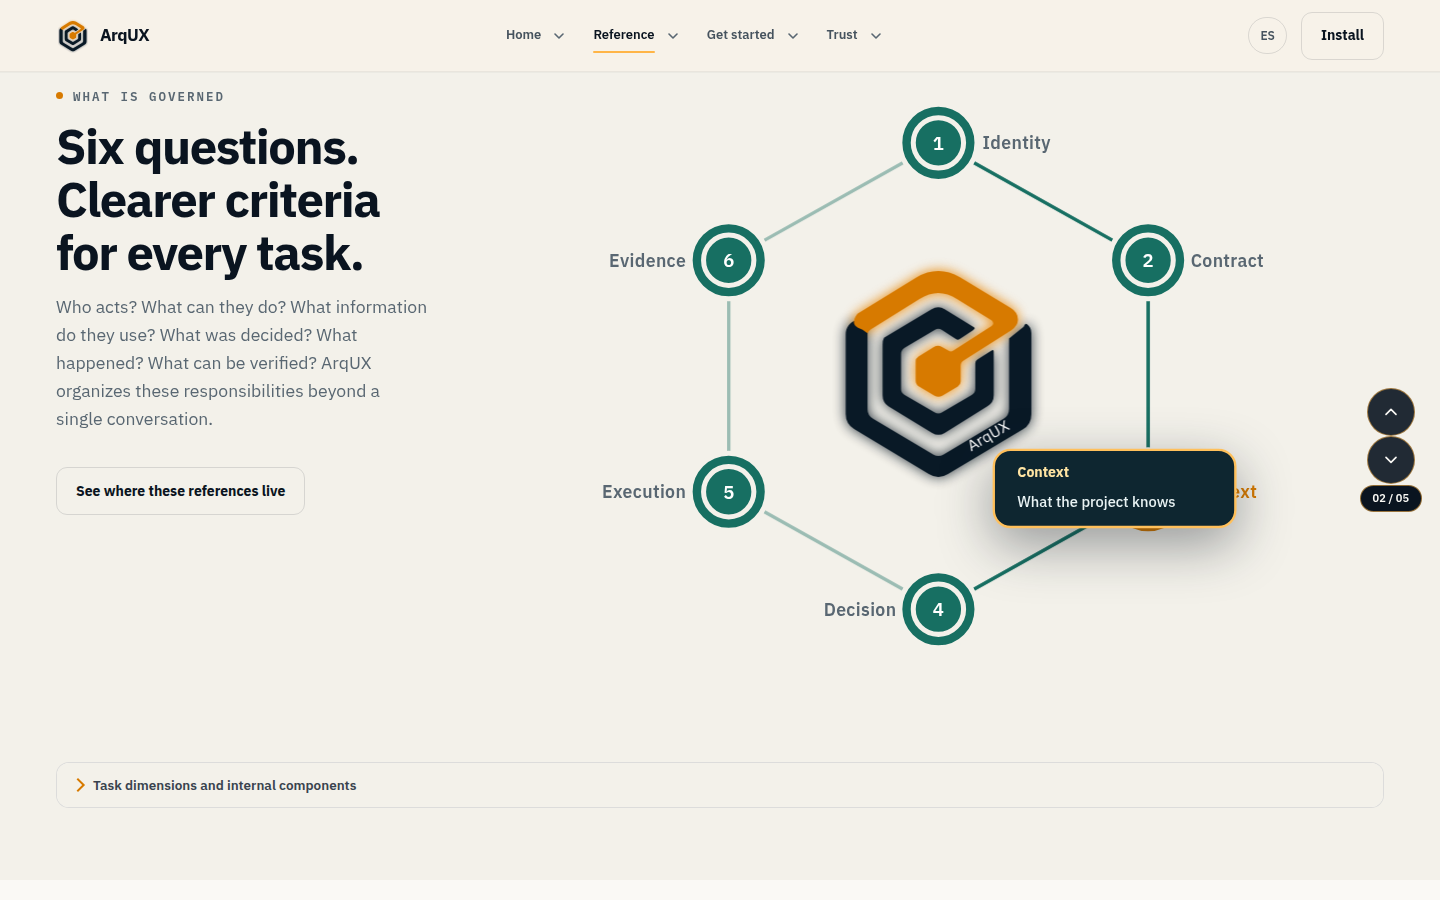 ArqUX
Home
Reference
Get started
Trust
ES
Install
WHAT IS GOVERNED
Six questions.
Clearer criteria
for every task.
Who acts? What can they do? What information
do they use? What was decided? What
happened? What can be verified? ArqUX
organizes these responsibilities beyond a
single conversation.
See where these references live
1
Identity
2
Contract
Evidence
6
ArqUX
Context
What the project knows
ext
Execution
5
Decision
4
02 / 05
Task dimensions and internal components